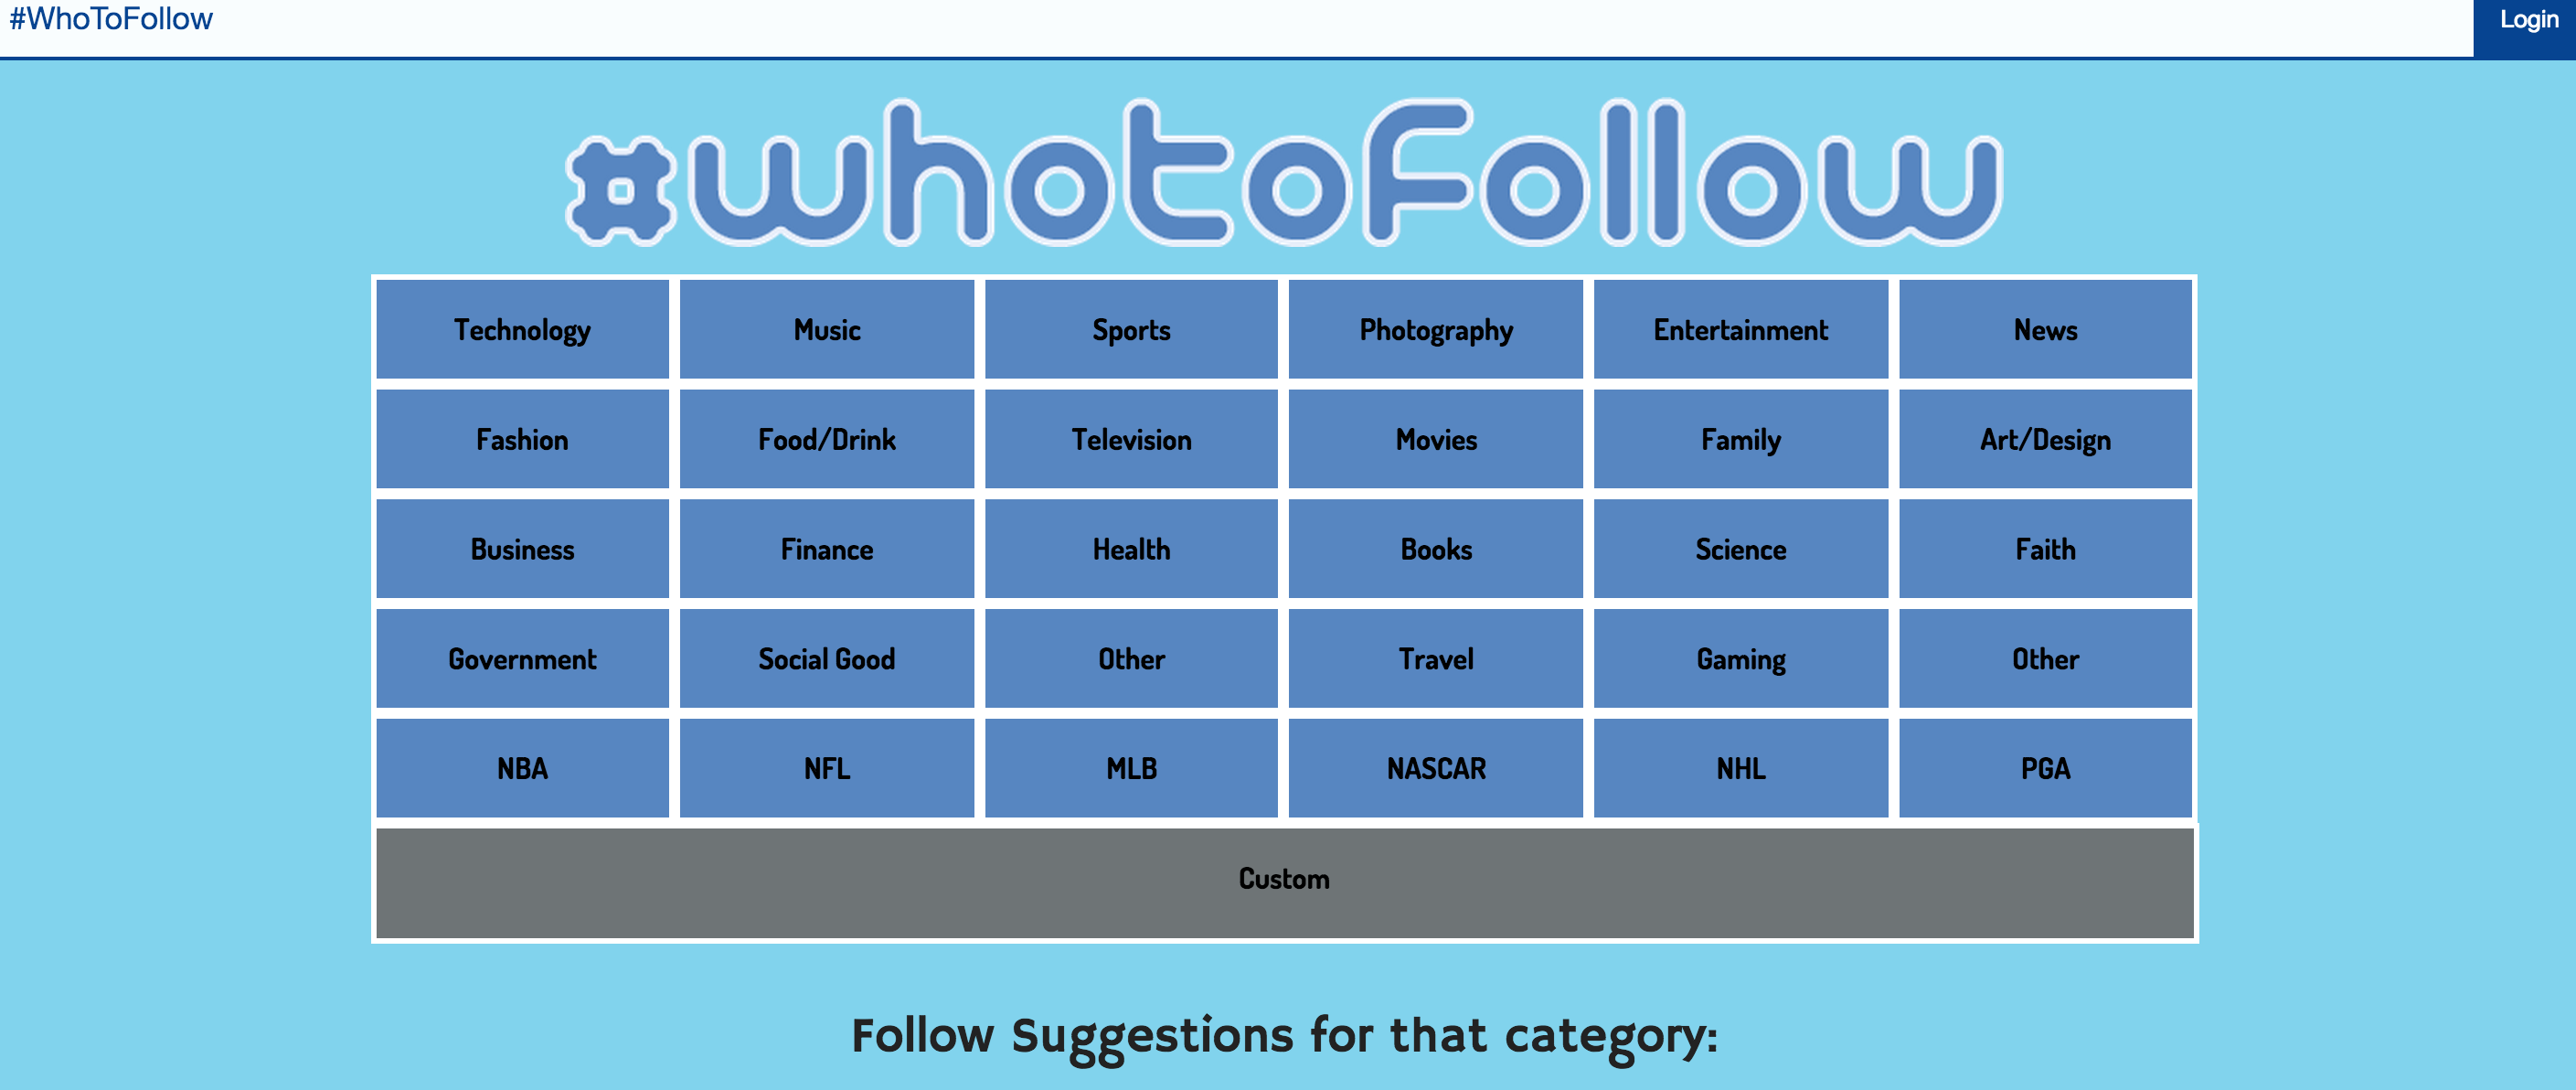 #WhoToFollow Login
#whotofollow
Technology Music Sports Photography Entertainment News
Fashion Food/Drink Television Movies Family Art/Design
Business Finance Health Books Science Faith
Government Social Good Other Travel Gaming Other
NBA NFL MLB NASCAR NHL PGA
Custom
Follow Suggestions for that category: